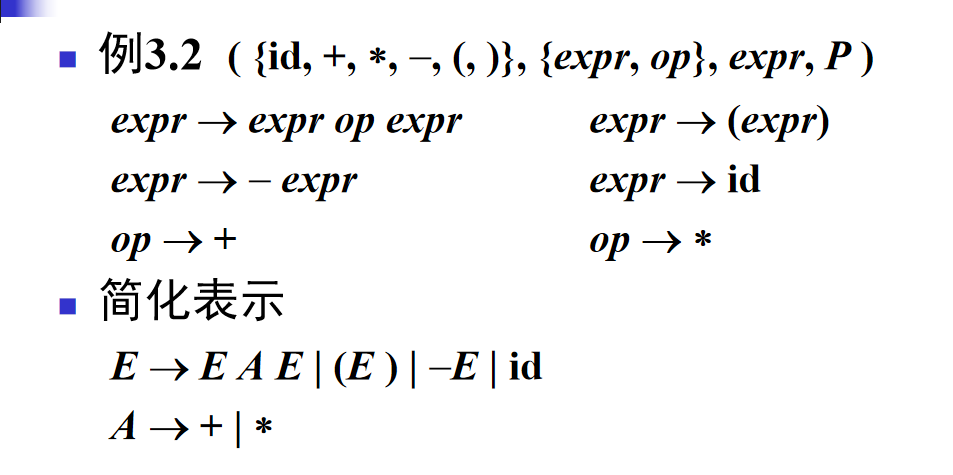 例3.2 ( {id, +, *, –, (, )}, {expr, op}, expr, P )
expr → expr op expr expr → (expr)
expr → – expr expr → id
op → + op → *
简化表示
E → E A E | (E ) | –E | id
A → + | *